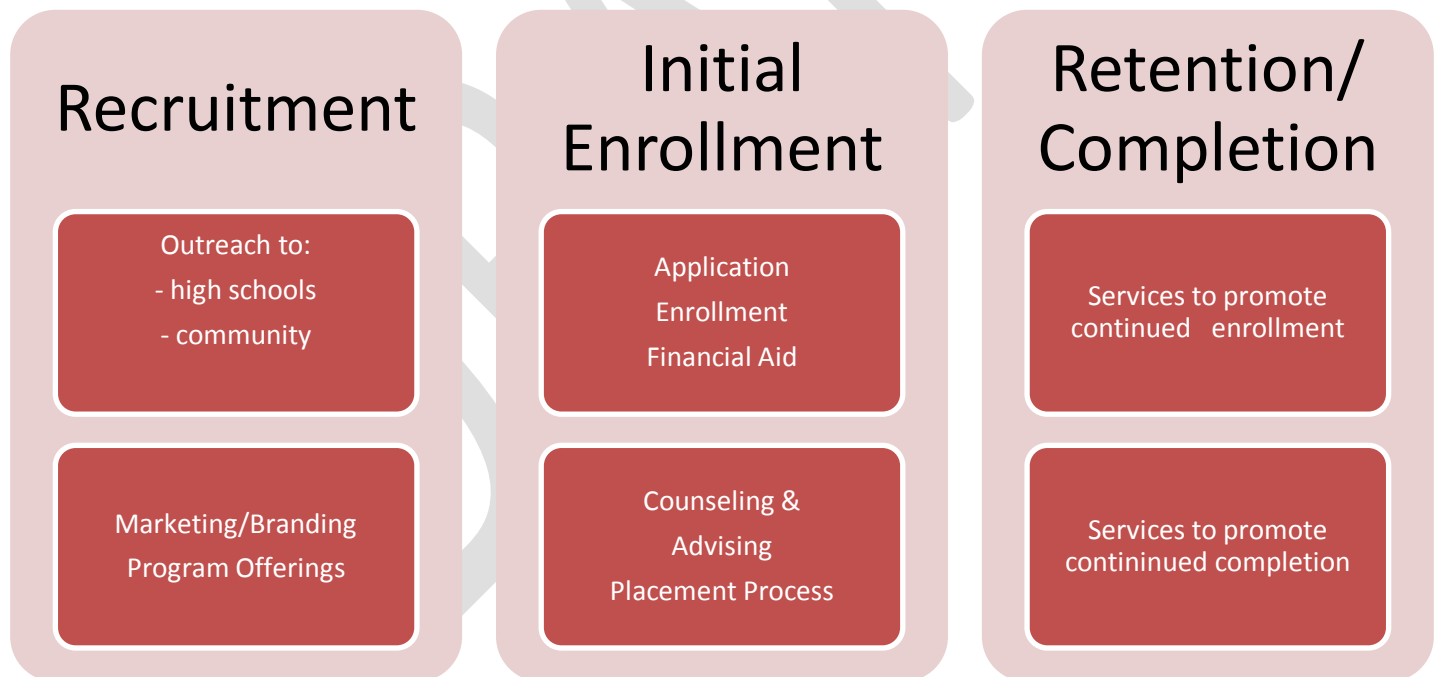 Recruitment
Outreach to:
- high schools
- community
Marketing/Branding
Program Offerings
Initial
Enrollment
Application
Enrollment
Financial Aid
Counseling &
Advising
Placement Process
Retention/
Completion
Services to promote
continued   enrollment
Services to promote
contininued completion